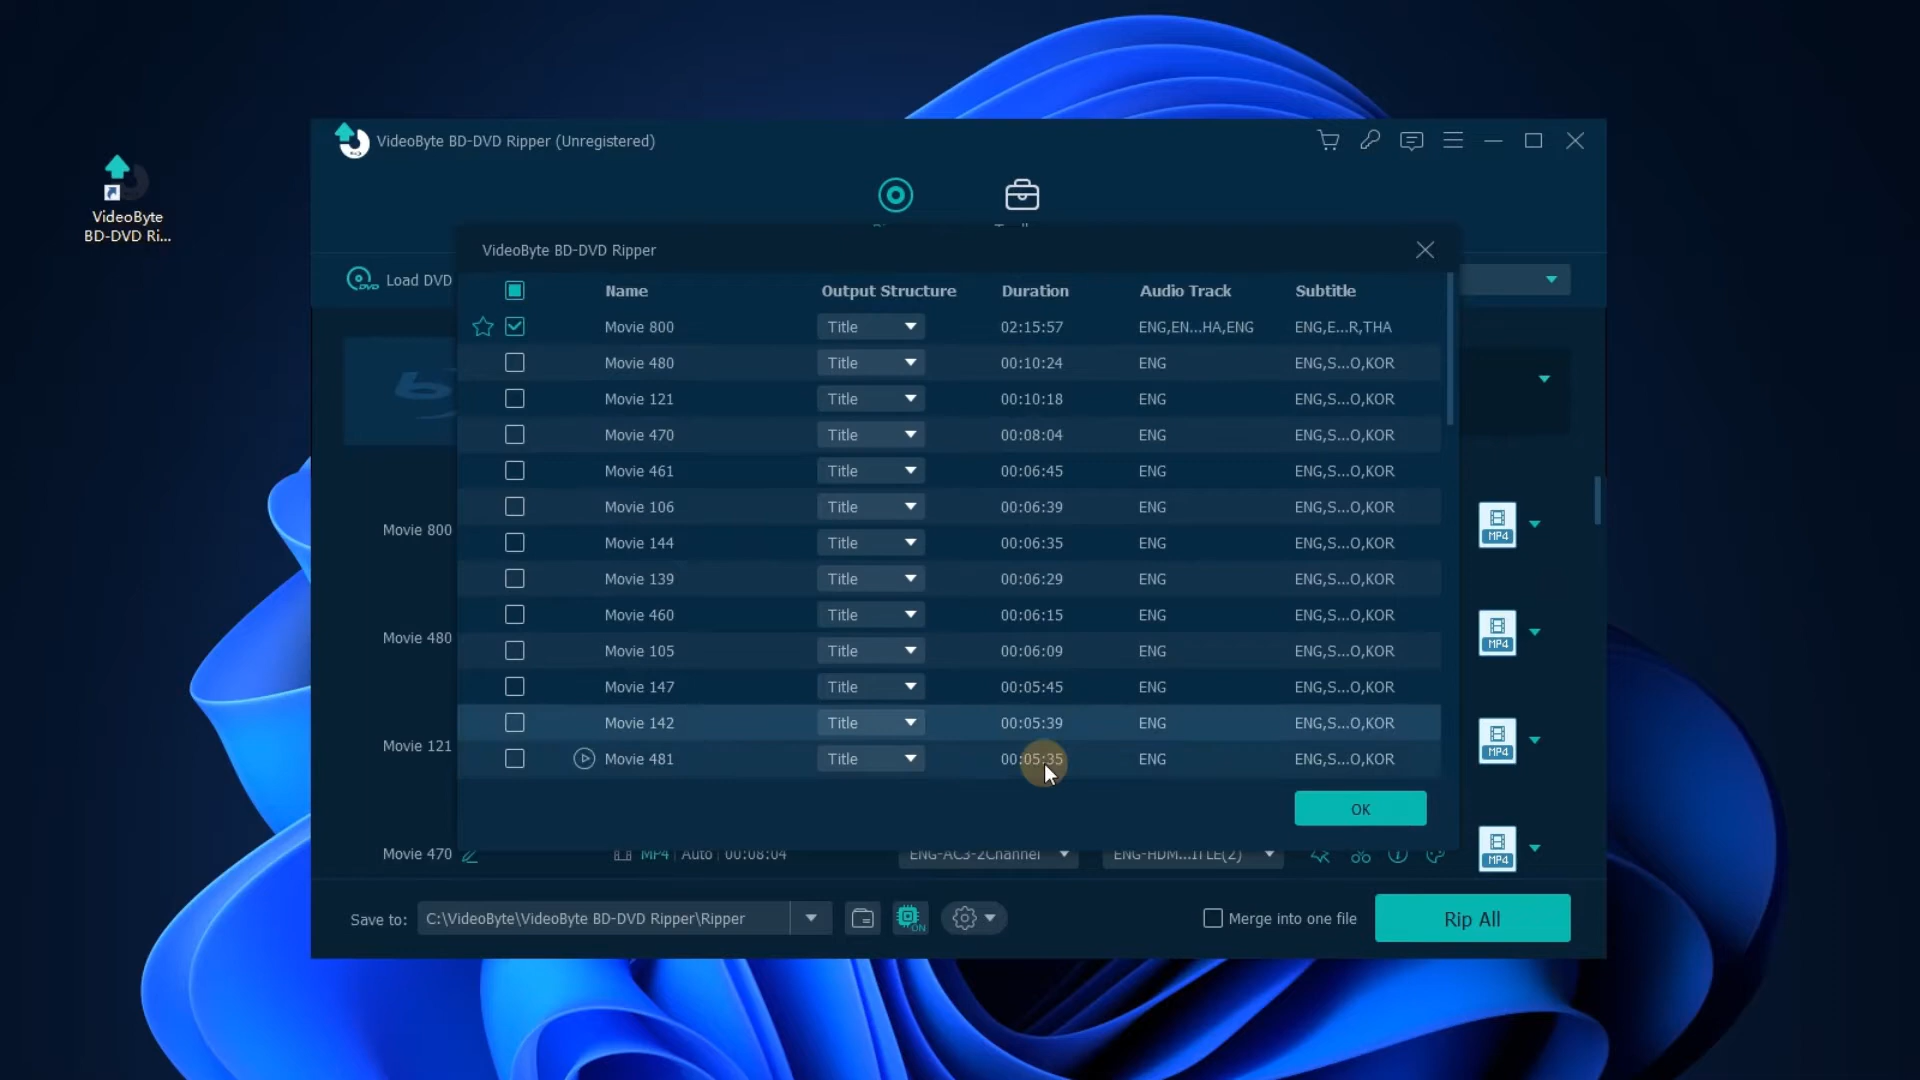 VideoByte
BD-DVD Ri...
VideoByte BD-DVD Ripper (Unregistered)
Load DVD
VideoByte BD-DVD Ripper
Name Output Structure Duration Audio Track Subtitle
Movie 800 Title 02:15:57 ENG,EN...HA,ENG ENG,E...R,THA
Movie 480 Title 00:10:24 ENG ENG,S...O,KOR
Movie 121 Title 00:10:18 ENG ENG,S...O,KOR
Movie 470 Title 00:08:04 ENG ENG,S...O,KOR
Movie 461 Title 00:06:45 ENG ENG,S...O,KOR
Movie 106 Title 00:06:39 ENG ENG,S...O,KOR
Movie 144 Title 00:06:35 ENG ENG,S...O,KOR
Movie 139 Title 00:06:29 ENG ENG,S...O,KOR
Movie 460 Title 00:06:15 ENG ENG,S...O,KOR
Movie 105 Title 00:06:09 ENG ENG,S...O,KOR
Movie 147 Title 00:05:45 ENG ENG,S...O,KOR
Movie 142 Title 00:05:39 ENG ENG,S...O,KOR
Movie 481 Title 00:05:35 ENG ENG,S...O,KOR
OK
Movie 800 MP4
Movie 480 MP4
Movie 121 MP4
Movie 470 MP4 Auto 00:08:04 ENG-AC3-2Channel ENG-HDM...ITLE(2) MP4
Save to: C:\VideoByte\VideoByte BD-DVD Ripper\Ripper ON Merge into one file Rip All